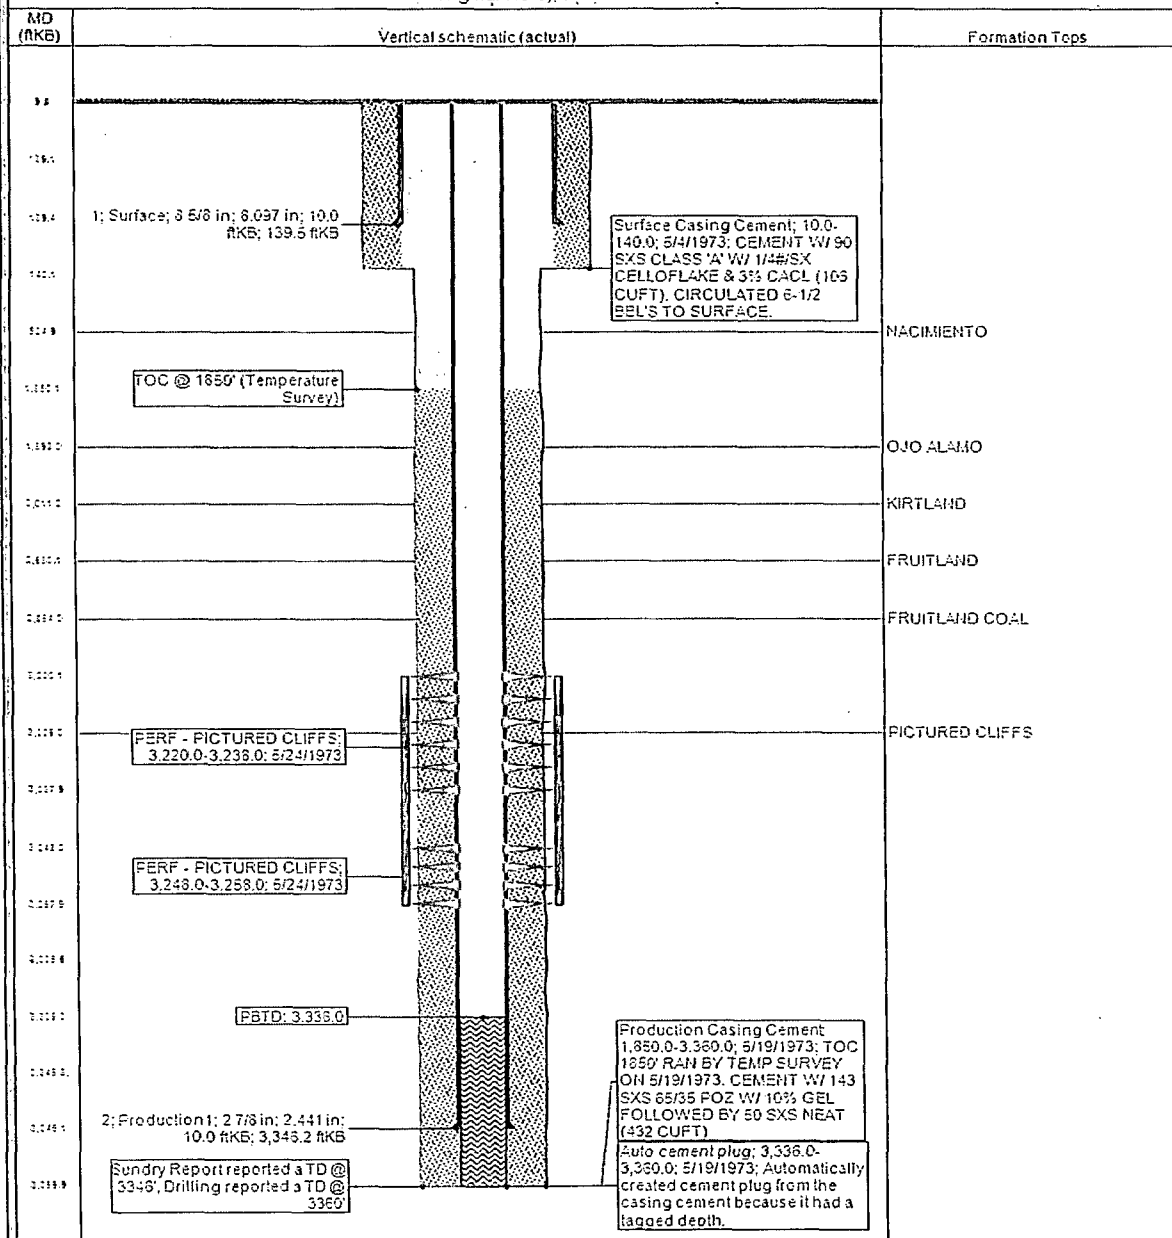 MD
(ftKB)
Vertical schematic (actual)
Formation Tops
1; Surface; 8 5/8 in; 8.097 in; 10.0
ftKB; 139.5 ftKB
Surface Casing Cement; 10.0-
140.0; 5/4/1973; CEMENT W/ 90
SXS CLASS 'A' W/ 1/4#/SX
CELLOFLAKE & 3% CACL (106
CUFT). CIRCULATED 6-1/2
BBL'S TO SURFACE.
NACIMIENTO
TOC @ 1850' (Temperature
Survey)
OJO ALAMO
KIRTLAND
FRUITLAND
FRUITLAND COAL
PICTURED CLIFFS
PERF - PICTURED CLIFFS;
3,220.0-3,238.0; 5/24/1973
PERF - PICTURED CLIFFS;
3,248.0-3,258.0; 5/24/1973
PBTD; 3,336.0
Production Casing Cement
1,850.0-3,360.0; 5/19/1973; TOC
1850' RAN BY TEMP SURVEY
ON 5/19/1973. CEMENT W/ 143
SXS 65/35 POZ W/ 10% GEL
FOLLOWED BY 50 SXS NEAT
(432 CUFT)
2; Production1; 2 7/8 in; 2.441 in;
10.0 ftKB; 3,346.2 ftKB
Sundry Report reported a TD @
3346', Drilling reported a TD @
3360'
Auto cement plug; 3,336.0-
3,360.0; 5/19/1973; Automatically
created cement plug from the
casing cement because it had a
tagged depth.